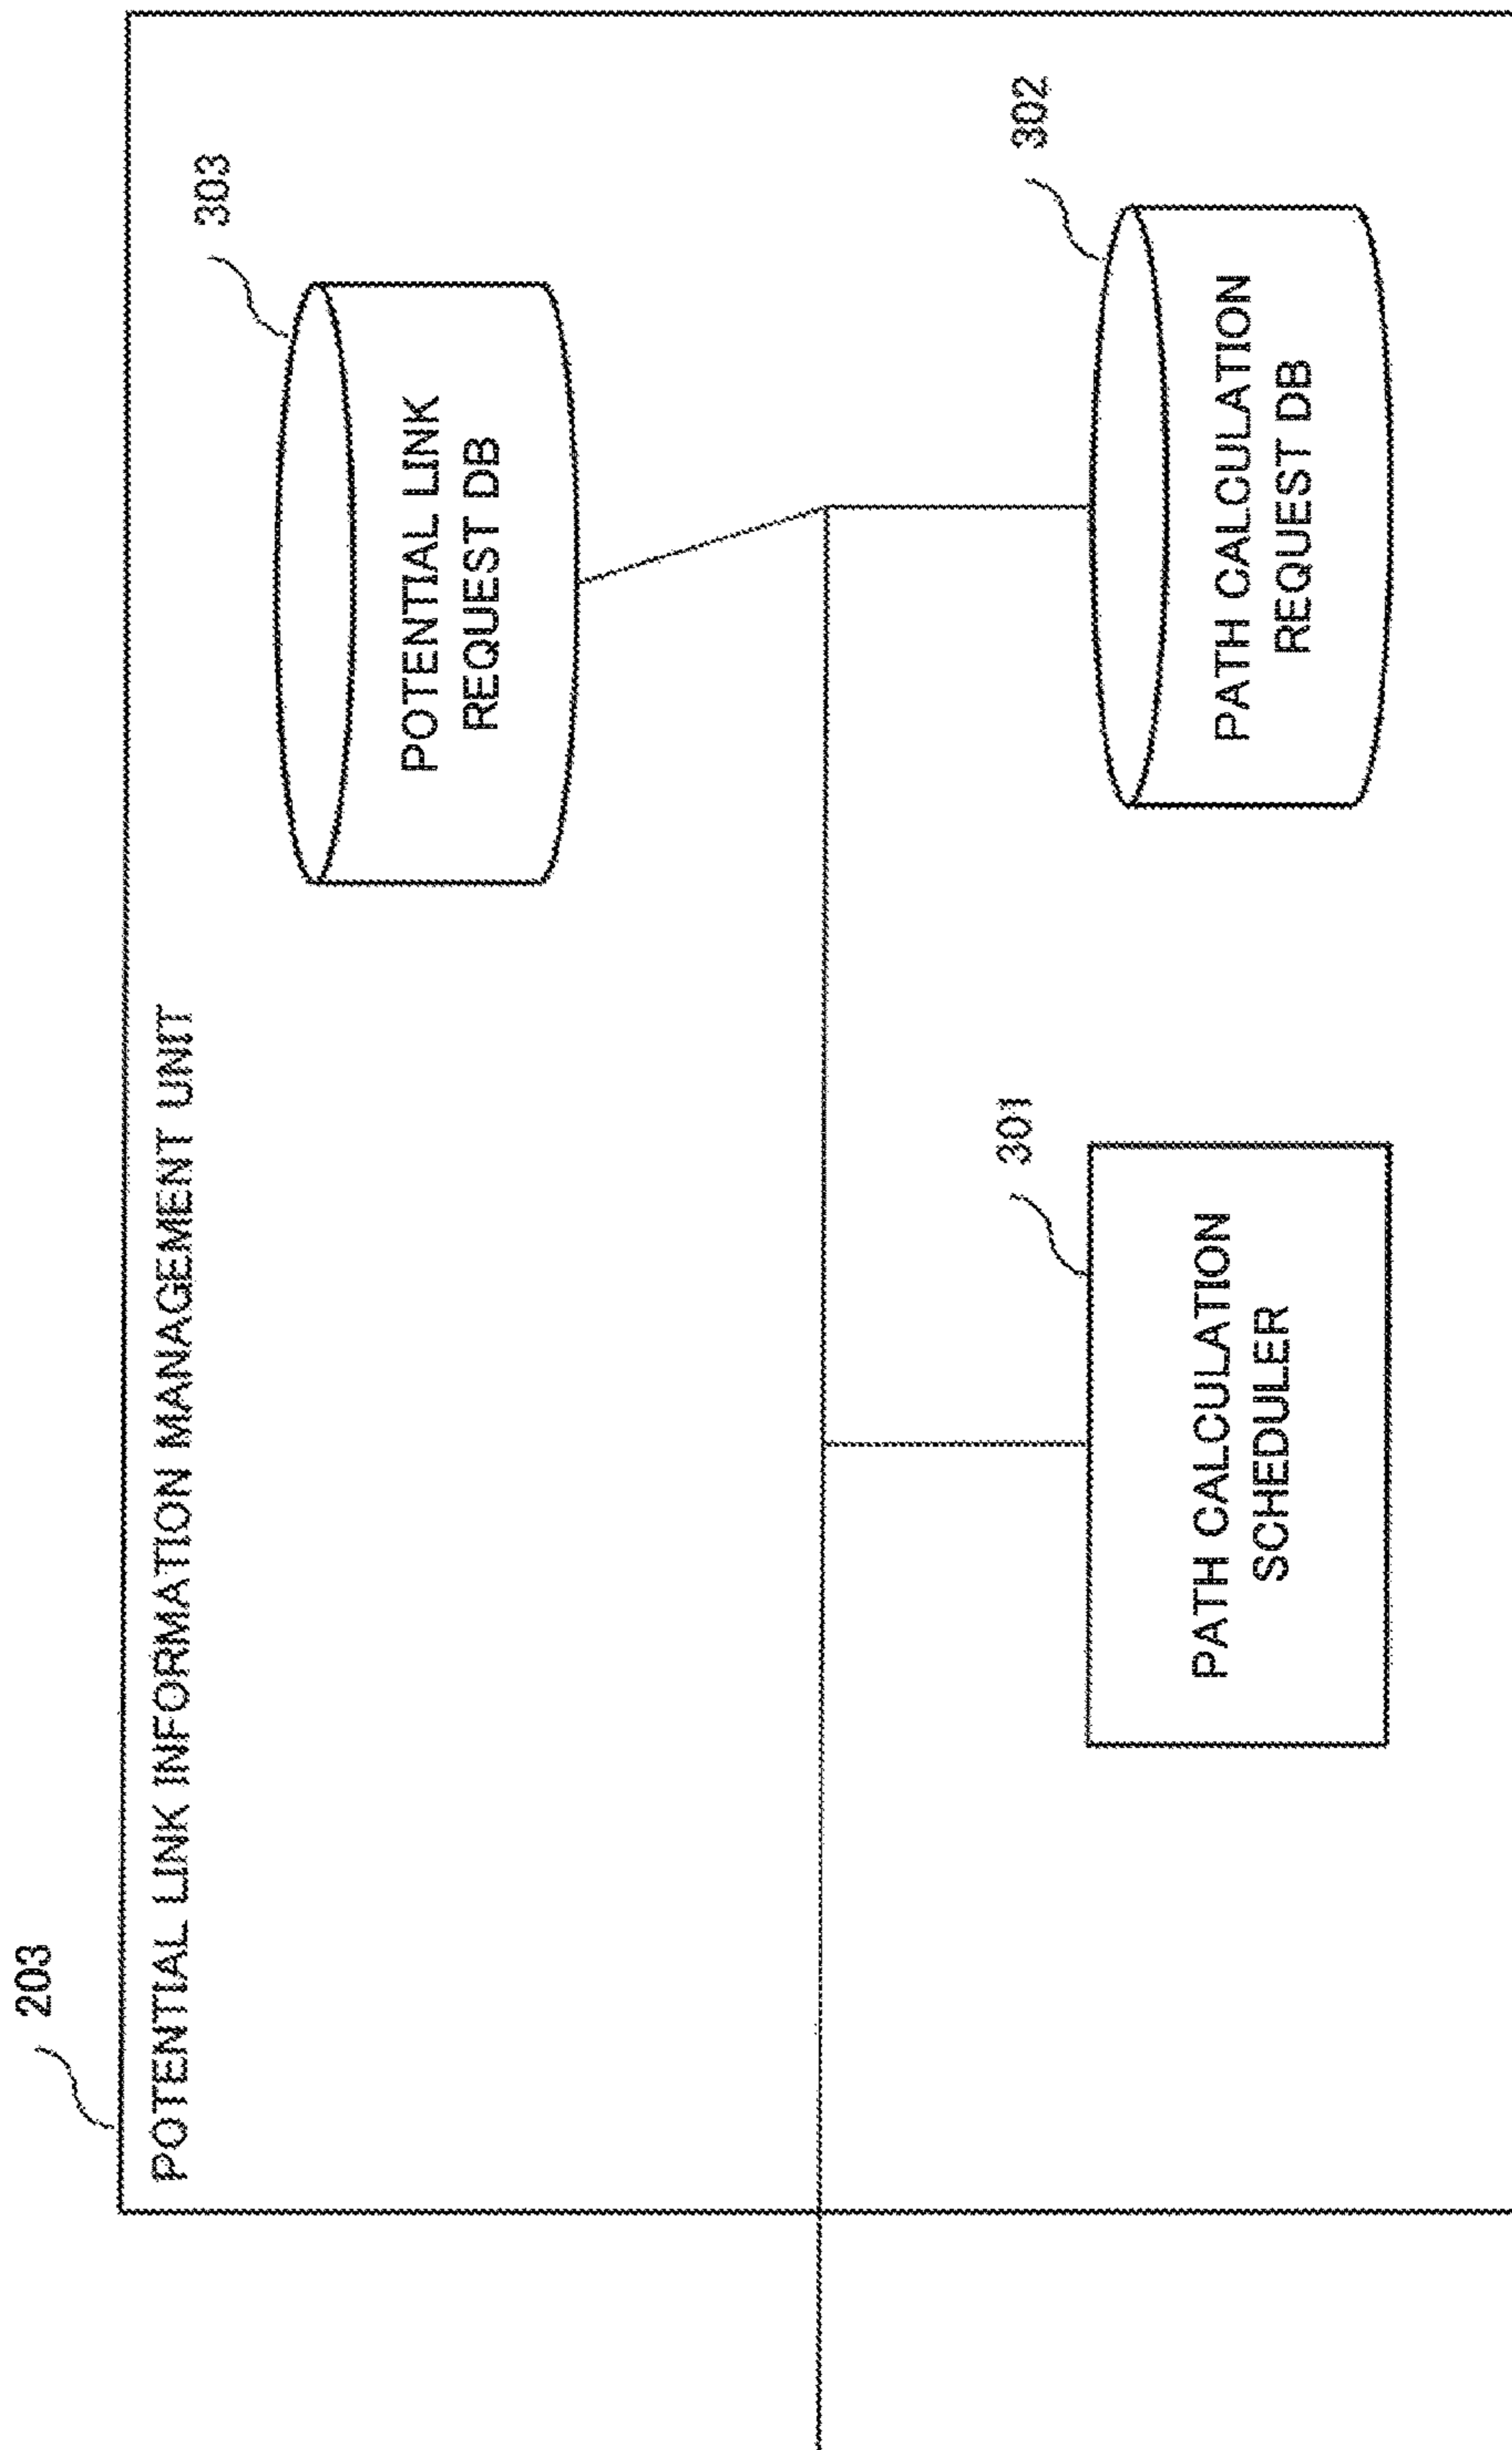 203
POTENTIAL LINK INFORMATION MANAGEMENT UNIT
303
POTENTIAL LINK
REQUEST DB
301
PATH CALCULATION
SCHEDULER
302
PATH CALCULATION
REQUEST DB